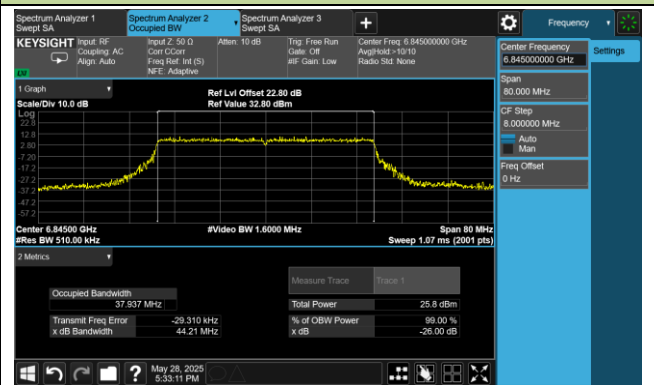 Spectrum Analyzer 1
Swept SA
Spectrum Analyzer 2
Occupied BW
Spectrum Analyzer 3
Swept SA
Frequency
KEYSIGHT
Input: RF
Coupling: AC
Align: Auto
Input Z: 50 Ω
Corr CCorr
Freq Ref: Int (S)
NFE: Adaptive
Atten: 10 dB
Trig: Free Run
Gate: Off
#IF Gain: Low
Center Freq: 6.845000000 GHz
Avg|Hold:>10/10
Radio Std: None
1 Graph
Scale/Div 10.0 dB
Ref Lvl Offset 22.80 dB
Ref Value 32.80 dBm
Log
22.8
12.8
2.80
-7.20
-17.2
-27.2
-37.2
-47.2
-57.2
Center 6.84500 GHz
#Res BW 510.00 kHz
#Video BW 1.6000 MHz
Span 80 MHz
Sweep 1.07 ms (2001 pts)
2 Metrics
Measure Trace
Trace 1
Occupied Bandwidth
37.937 MHz
Total Power
25.8 dBm
Transmit Freq Error
-29.310 kHz
% of OBW Power
99.00 %
x dB Bandwidth
44.21 MHz
x dB
-26.00 dB
May 28, 2025
5:33:11 PM
Center Frequency
6.845000000 GHz
Settings
Span
80.000 MHz
CF Step
8.000000 MHz
Auto
Man
Freq Offset
0 Hz